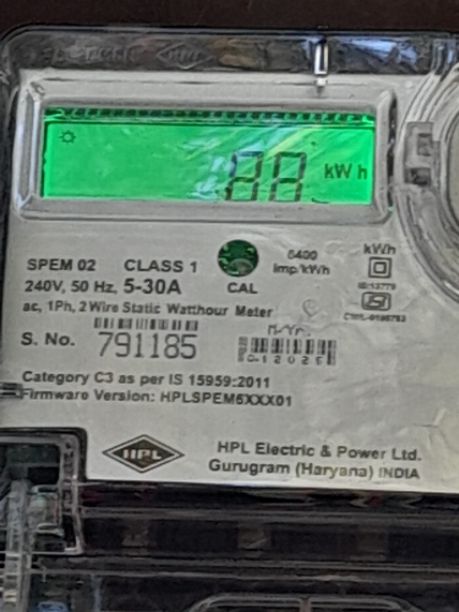 kWh
SPEM 02 CLASS 1
240V, 50 Hz, 5-30A
CAL
6400
imp/kWh
kWh
ac, 1Ph, 2 Wire Static Watthour Meter
S. No. 791185
M/Yr.
Category C3 as per IS 15959:2011
Firmware Version: HPLSPEM6XXX01
HPL
HPL Electric & Power Ltd.
Gurugram (Haryana) INDIA